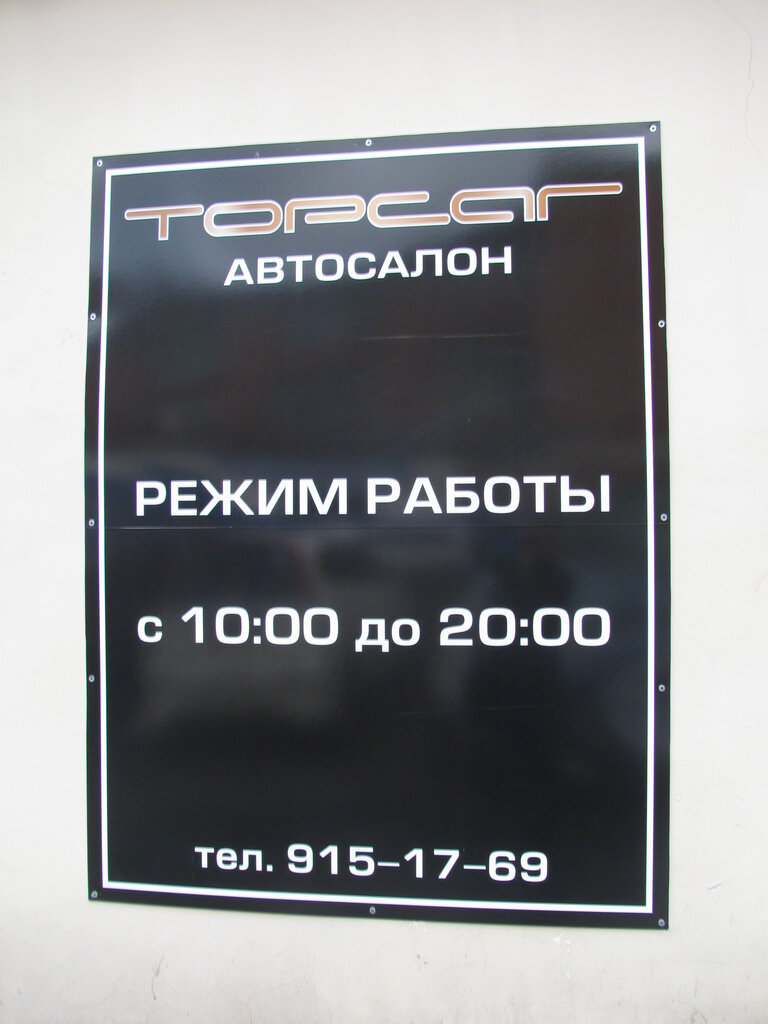 TOPCAR
АВТОСАЛОН
РЕЖИМ РАБОТЫ
с 10:00 до 20:00
тел. 915-17-69